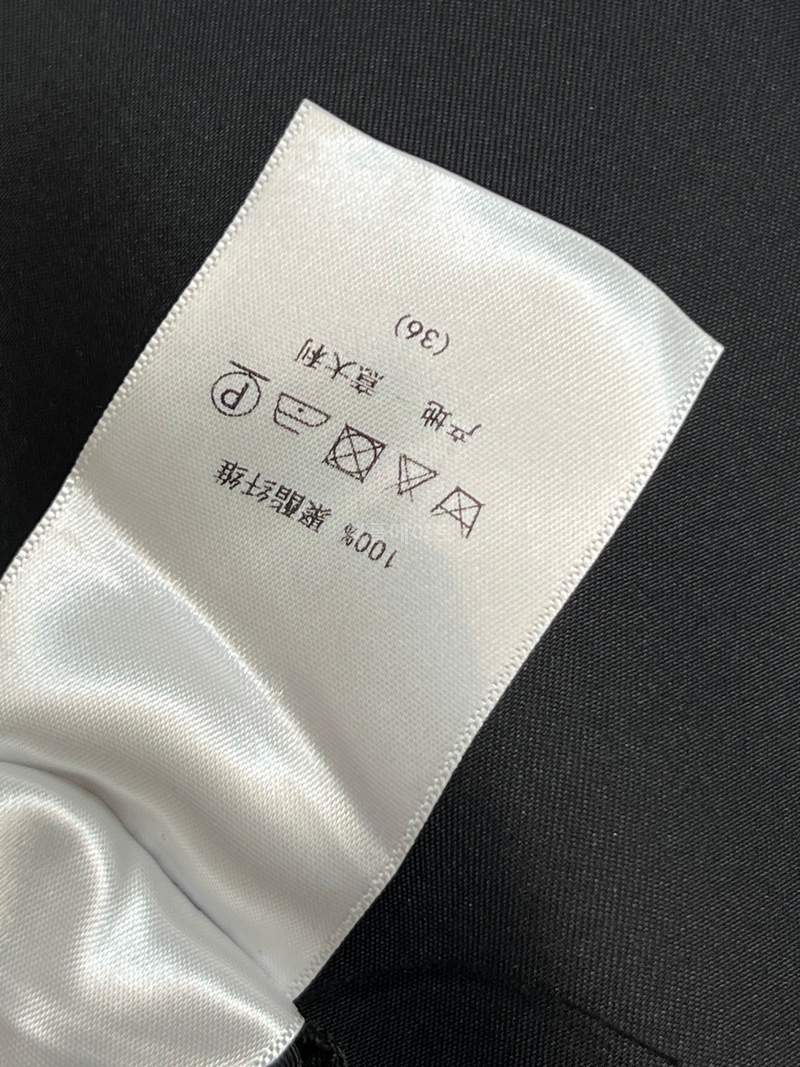 100% 聚酯纤维
产地 意大利
(36)